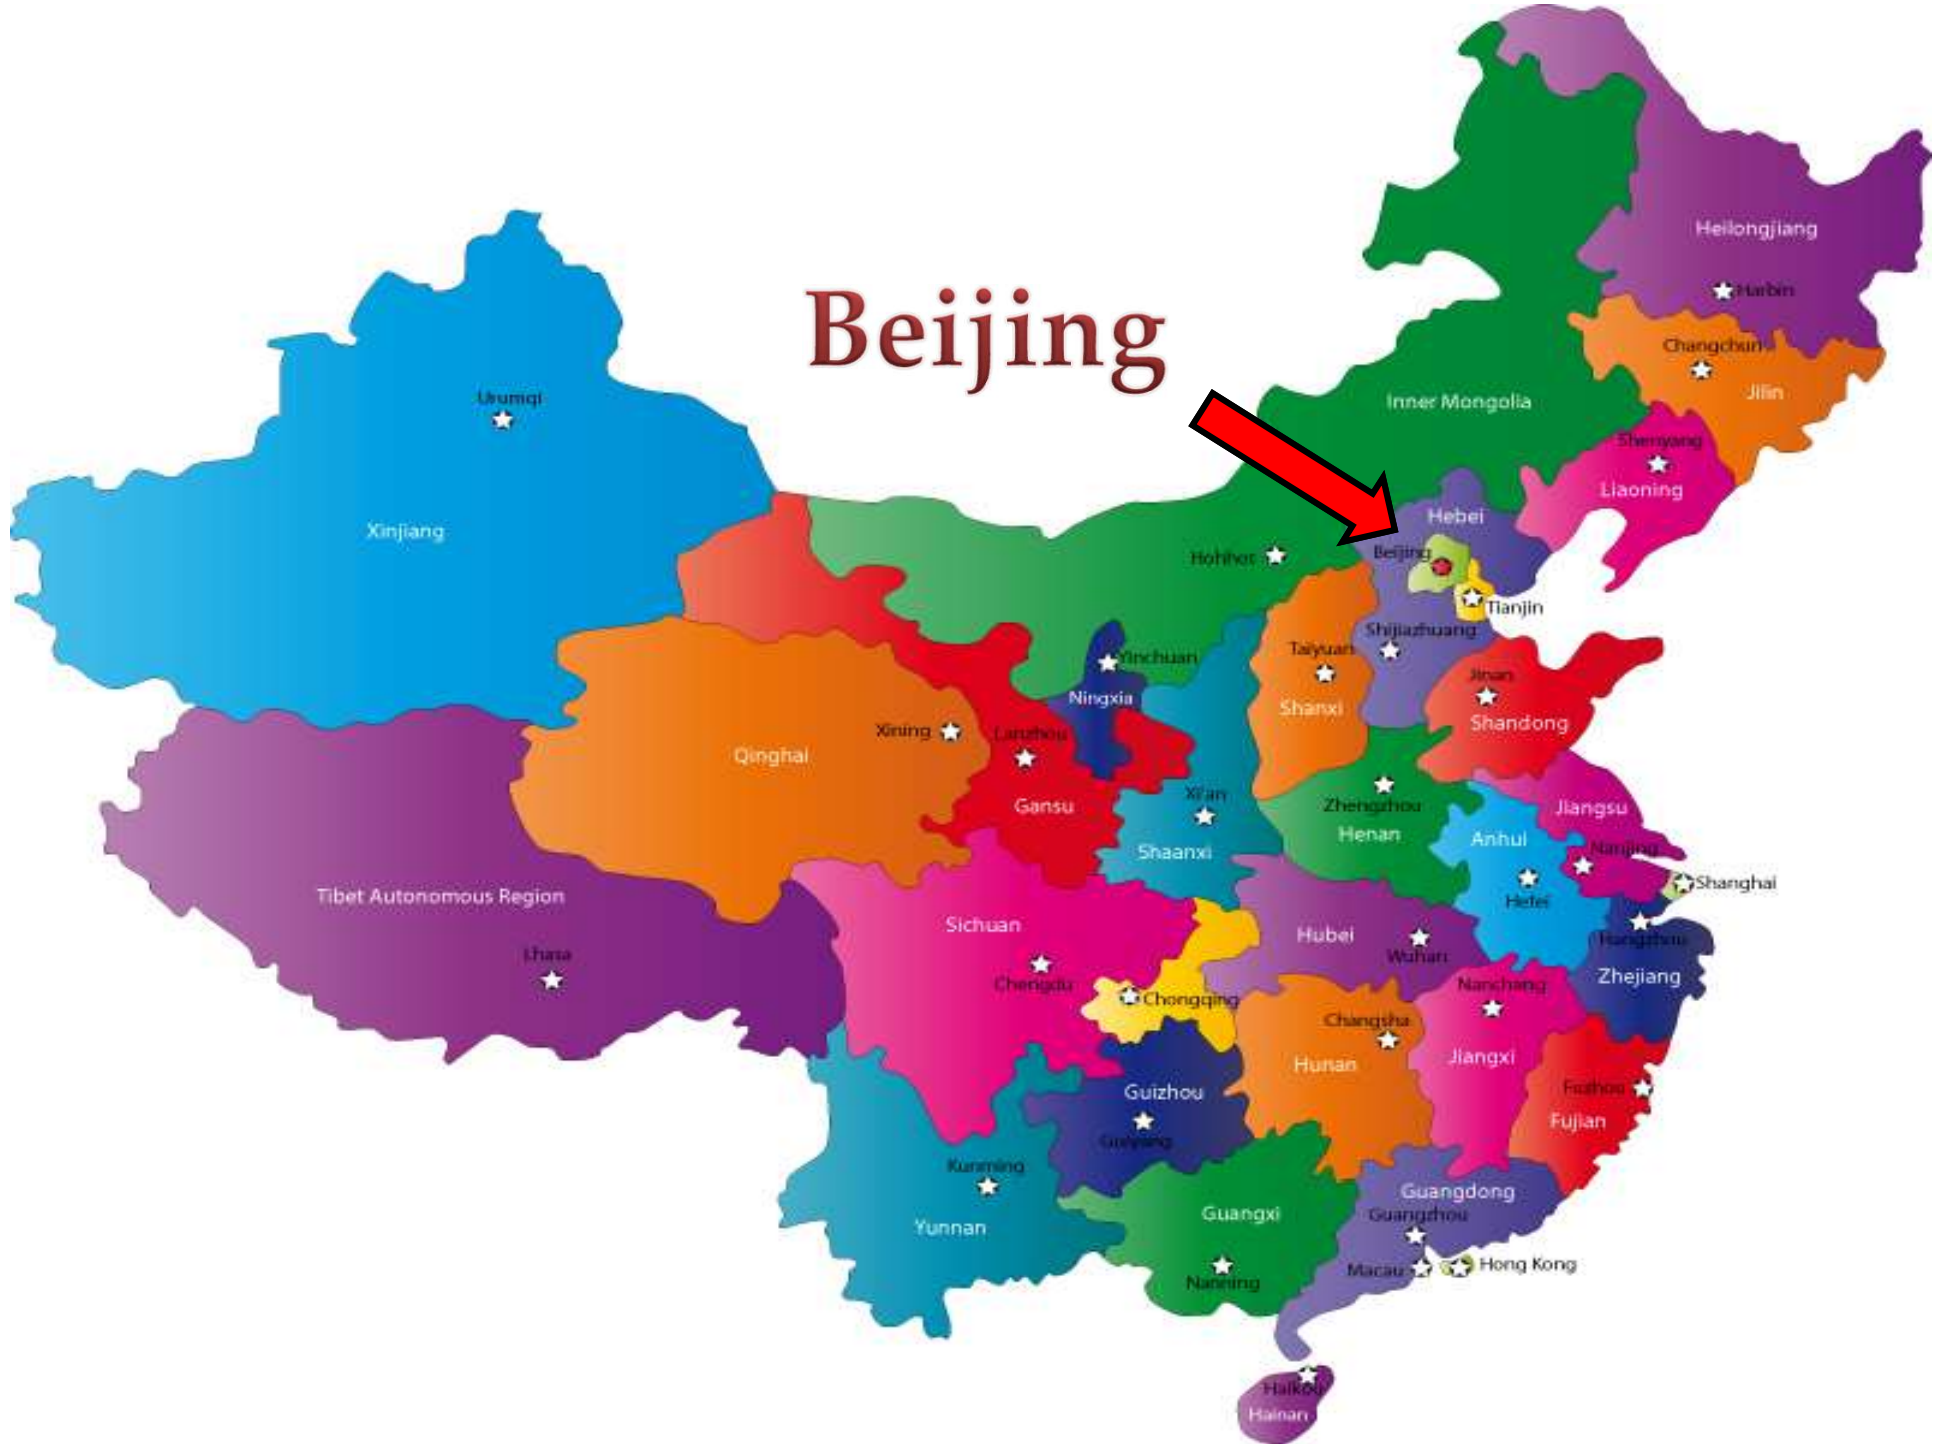 Heilongjiang
Harbin
Beijing
Changchun
Jilin
Urumqi
Inner Mongolia
Shenyang
Liaoning
Hebei
Xinjiang
Beijing
Hohhot
Tianjin
Shijiazhuang
Taiyuan
Yinchuan
Jinan
Ningxia
Shanxi
Shandong
Xining
Lanzhou
Qinghai
Xi'an
Gansu
Zhengzhou
Jiangsu
Henan
Anhui
Shaanxi
Nanjing
Shanghai
Tibet Autonomous Region
Hefei
Sichuan
Hubei
Hangzhou
Lhasa
Wuhan
Zhejiang
Chengdu
Nanchang
Chongqing
Changsha
Jiangxi
Hunan
Guizhou
Fuzhou
Fujian
Guiyang
Kunming
Guangdong
Guangxi
Guangzhou
Yunnan
Hong Kong
Macau
Nanning
Haikou
Hainan